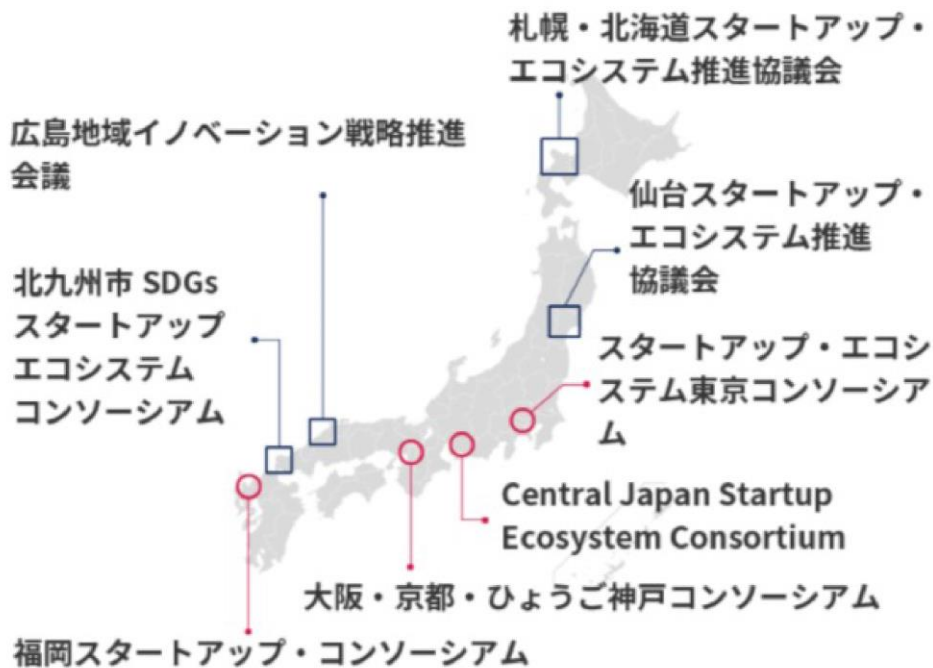 札幌・北海道スタートアップ・
エコシステム推進協議会
広島地域イノベーション戦略推進
会議
仙台スタートアップ・
エコシステム推進
協議会
北九州市 SDGs
スタートアップ
エコシステム
コンソーシアム
スタートアップ・エコシ
ステム東京コンソーシア
ム
Central Japan Startup
Ecosystem Consortium
大阪・京都・ひょうご神戸コンソーシアム
福岡スタートアップ・コンソーシアム